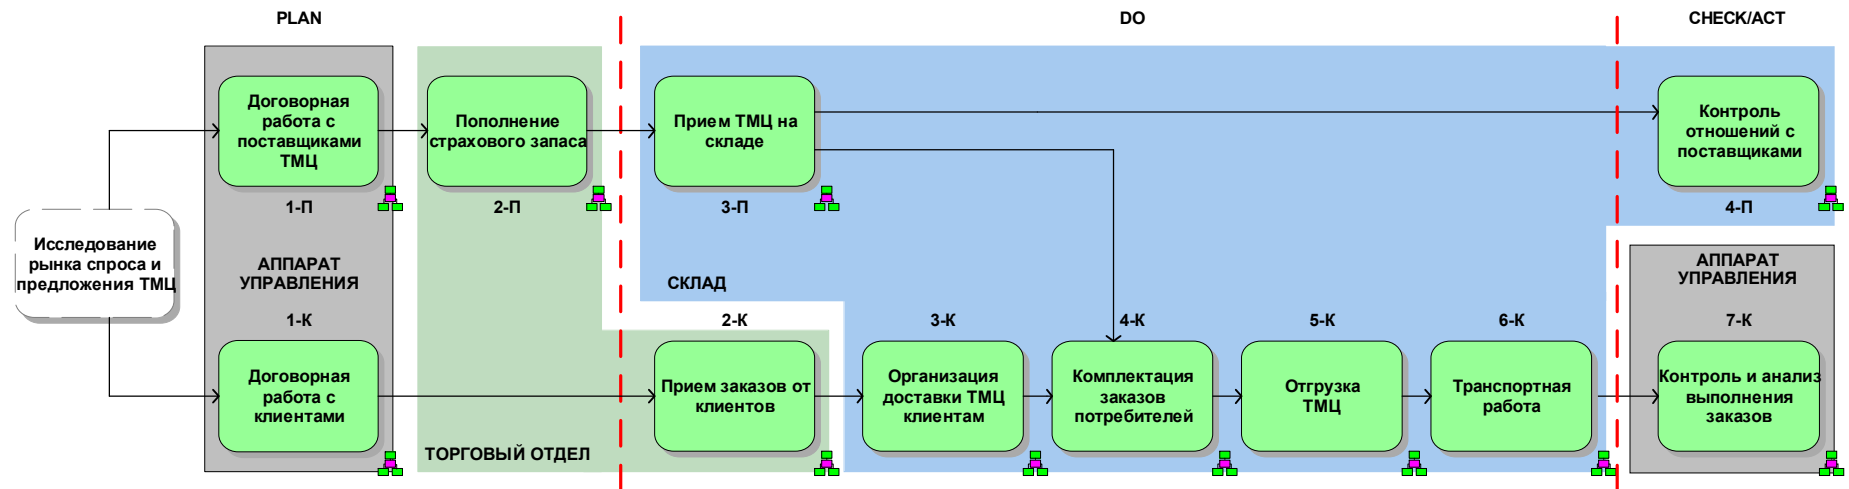 PLAN
DO
CHECK/ACT
Договорная
работа с
поставщиками
ТМЦ
1-П
Пополнение
страхового запаса
2-П
Прием ТМЦ на
складе
3-П
Контроль
отношений с
поставщиками
4-П
Исследование
рынка спроса и
предложения ТМЦ
АППАРАТ
УПРАВЛЕНИЯ
СКЛАД
АППАРАТ
УПРАВЛЕНИЯ
1-К
Договорная
работа с
клиентами
ТОРГОВЫЙ ОТДЕЛ
2-К
Прием заказов от
клиентов
3-К
Организация
доставки ТМЦ
клиентам
4-К
Комплектация
заказов
потребителей
5-К
Отгрузка
ТМЦ
6-К
Транспортная
работа
7-К
Контроль и анализ
выполнения
заказов